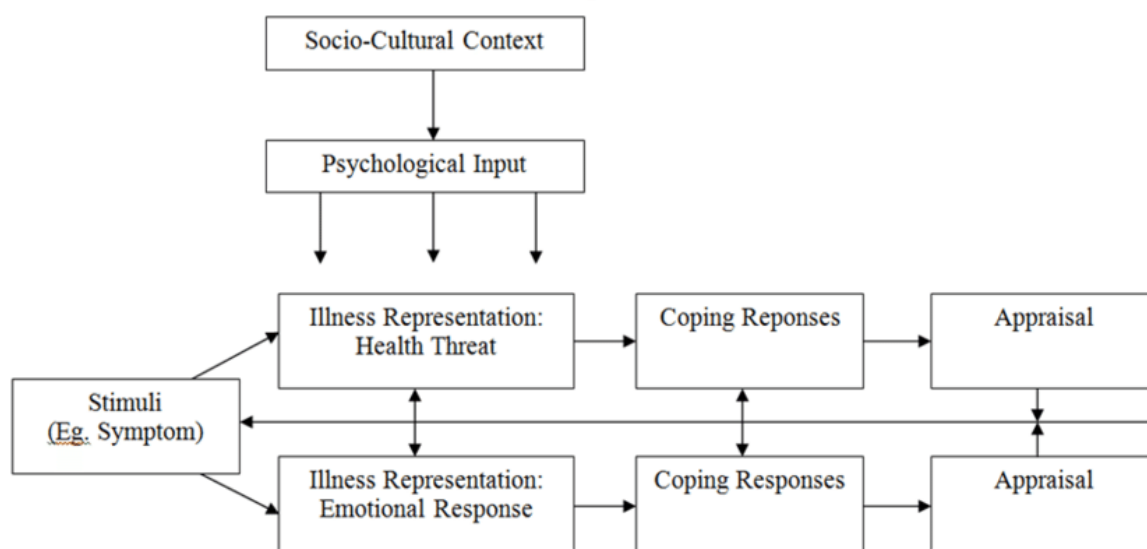 Socio-Cultural Context
Psychological Input
Illness Representation:
Health Threat
Coping Reponses
Appraisal
Stimuli
(Eg. Symptom)
Illness Representation:
Emotional Response
Coping Responses
Appraisal